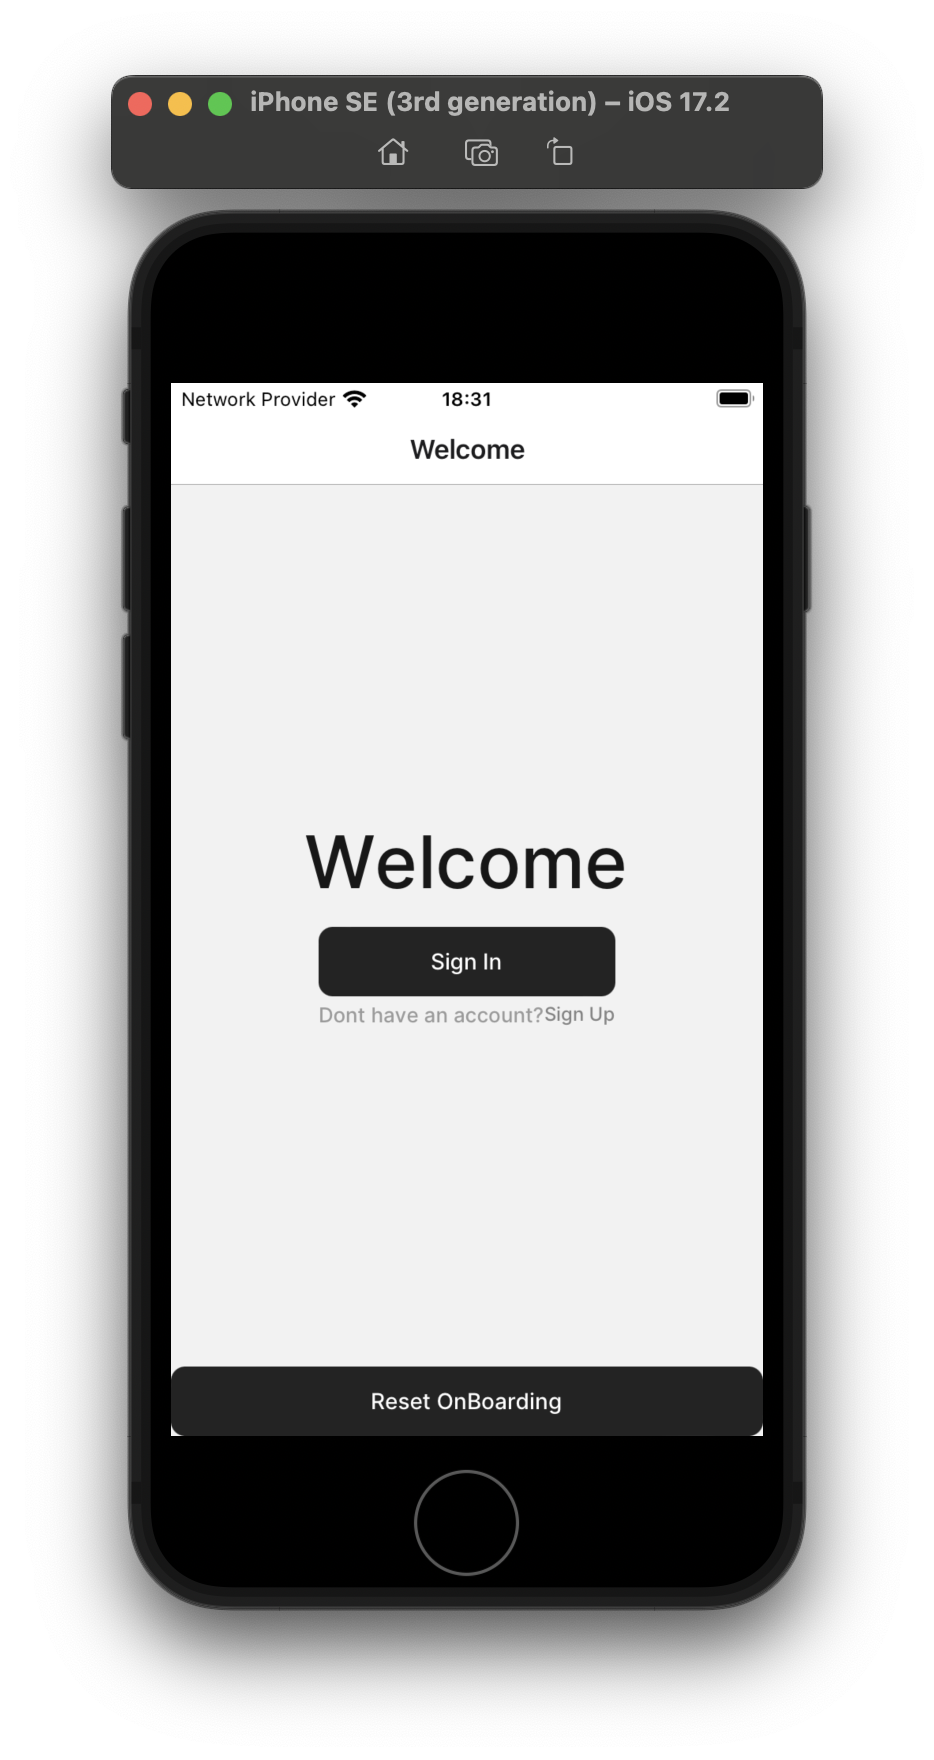 iPhone SE (3rd generation) – iOS 17.2
Network Provider 18:31
Welcome
Welcome
Sign In
Dont have an account?Sign Up
Reset OnBoarding